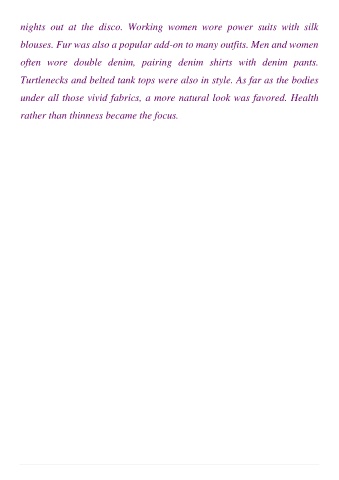 nights out at the disco. Working women wore power suits with silk
blouses. Fur was also a popular add-on to many outfits. Men and women
often wore double denim, pairing denim shirts with denim pants.
Turtlenecks and belted tank tops were also in style. As far as the bodies
under all those vivid fabrics, a more natural look was favored. Health
rather than thinness became the focus.